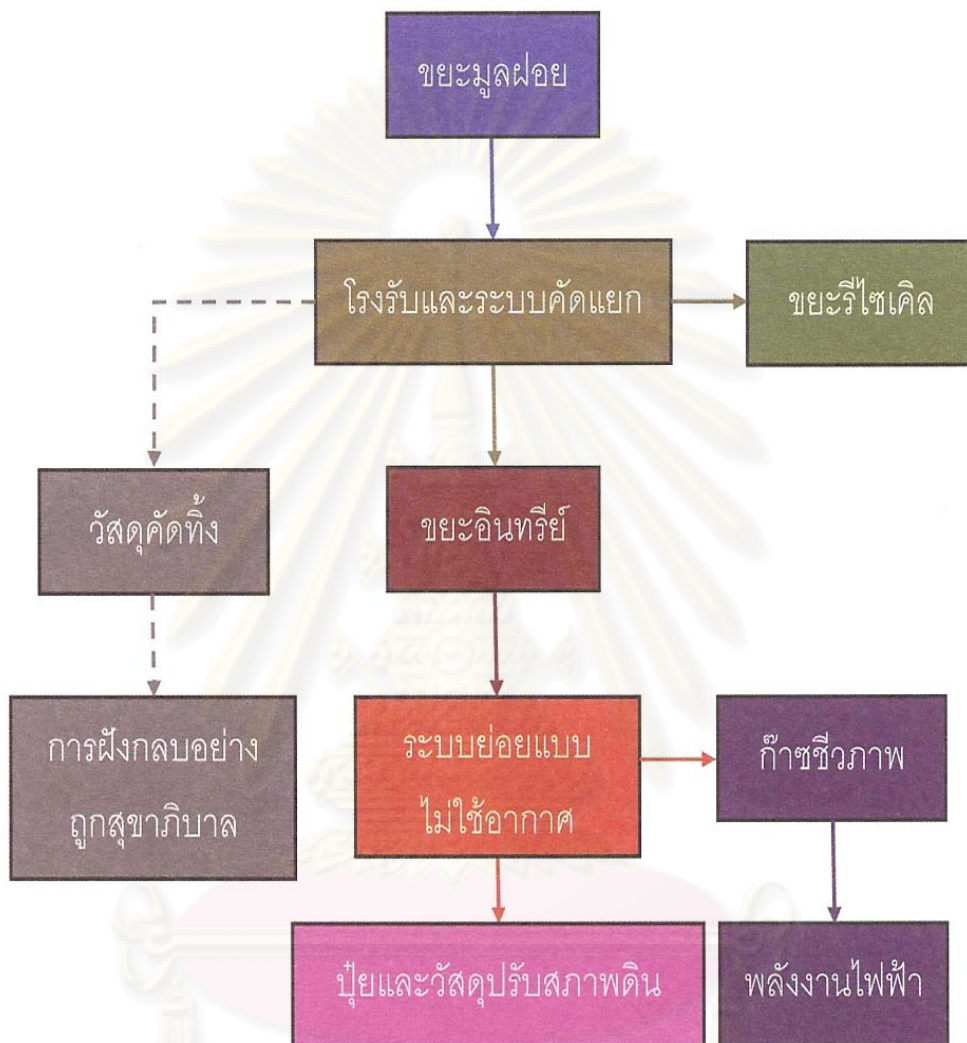 ขยะมูลฝอย
โรงรับและระบบคัดแยก
ขยะรีไซเคิล
วัสดุคัดทิ้ง
ขยะอินทรีย์
การฝังกลบอย่าง
ถูกสุขาภิบาล
ระบบย่อยแบบ
ไม่ใช้อากาศ
ก๊าซชีวภาพ
ปุ๋ยและวัสดุปรับสภาพดิน
พลังงานไฟฟ้า